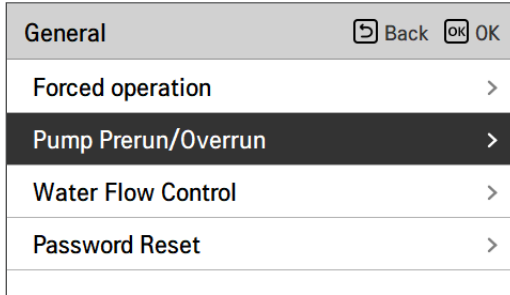 General Back OK OK
Forced operation
Pump Prerun/Overrun
Water Flow Control
Password Reset